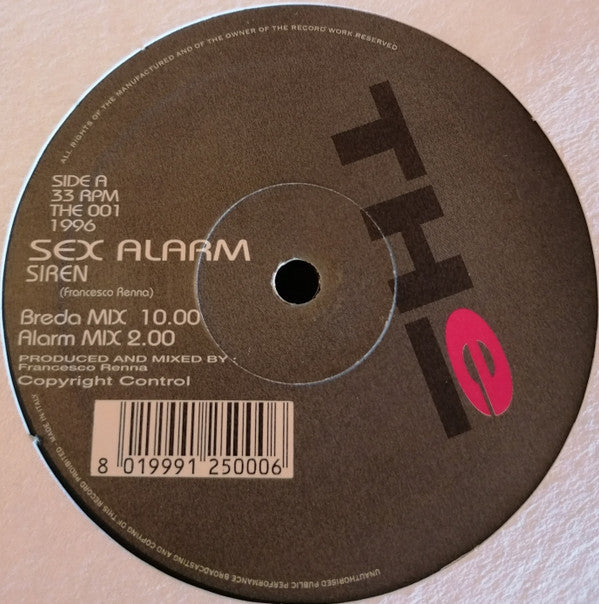 ALL RIGHTS OF THE MANUFACTURED AND OF THE OWNER OF THE RECORD WORK RESERVED
THe
SIDE A
33 RPM
THE 001
1996
SEX ALARM
SIREN
(Francesco Renna)
Breda MIX 10.00
Alarm MIX 2.00
PRODUCED AND MIXED BY :
Francesco Renna
Copyright Control
8 019991 250006
UNAUTHORISED PUBLIC PERFORMANCE BROADCASTING AND COPYING OF THIS RECORD PROHIBITED- MADE IN ITALY